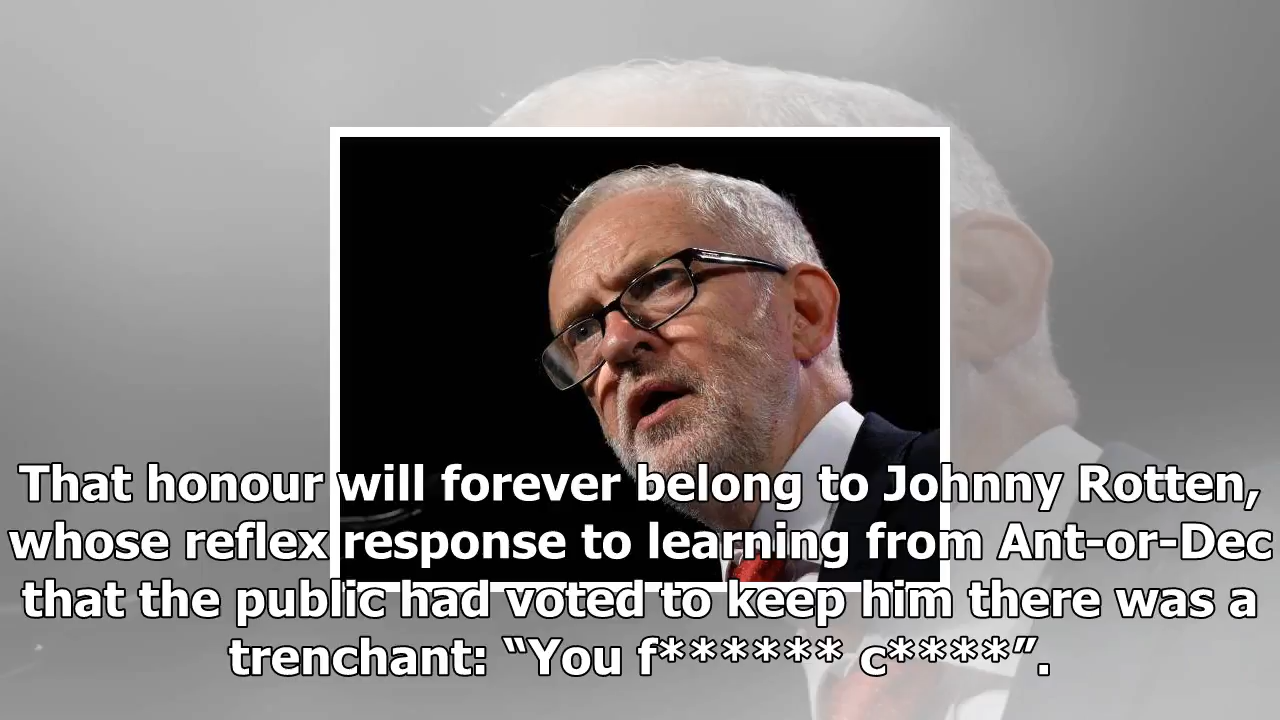 That honour will forever belong to Johnny Rotten,
whose reflex response to learning from Ant-or-Dec
that the public had voted to keep him there was a
trenchant: “You f****** c****”.